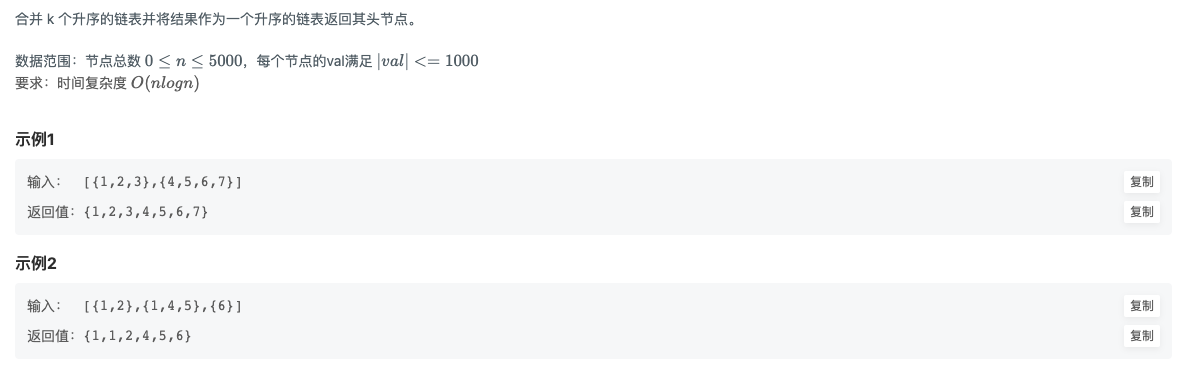 合并 k 个升序的链表并将结果作为一个升序的链表返回其头节点。
数据范围：节点总数 0 ≤ n ≤ 5000，每个节点的val满足 |val| <= 1000
要求：时间复杂度 O(nlogn)
示例1
输入： [{1,2,3},{4,5,6,7}] 复制
返回值：{1,2,3,4,5,6,7} 复制
示例2
输入： [{1,2},{1,4,5},{6}] 复制
返回值：{1,1,2,4,5,6} 复制